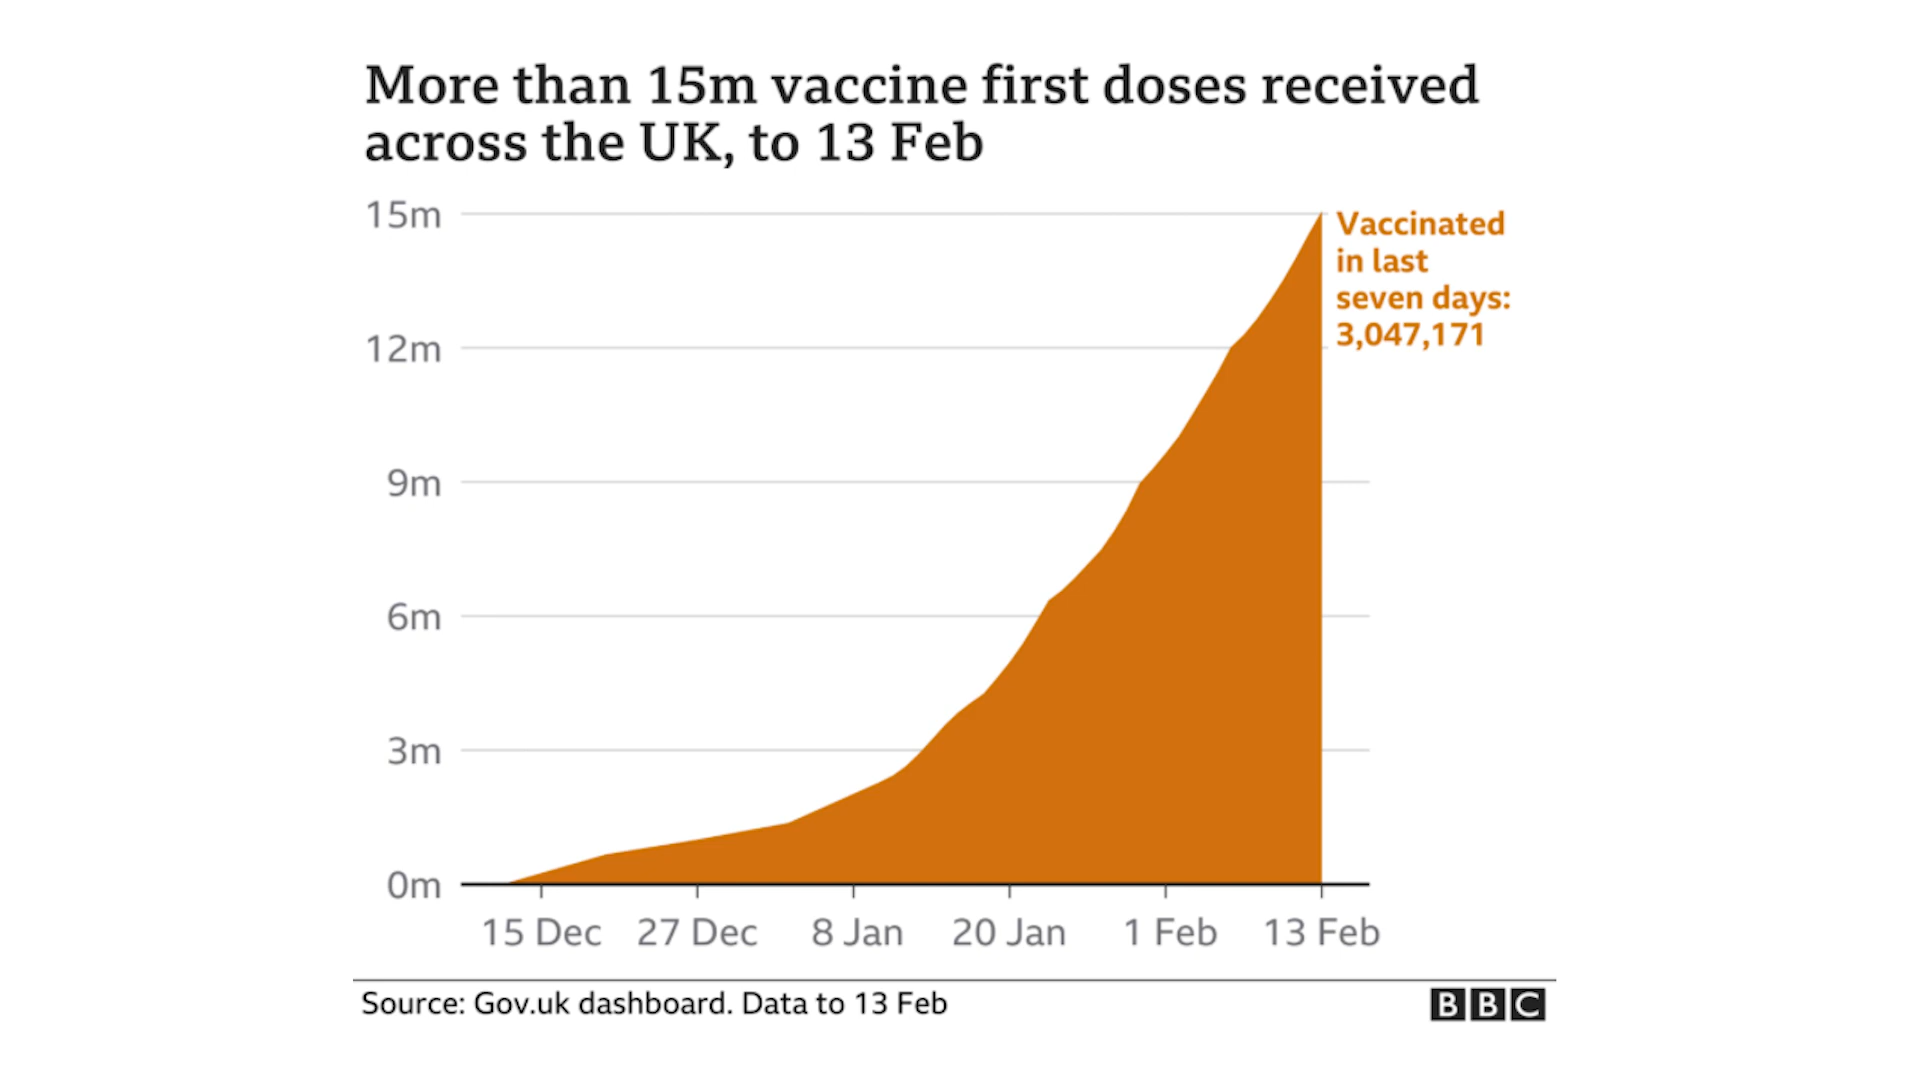 More than 15m vaccine first doses received
across the UK, to 13 Feb
15m
12m
9m
6m
3m
0m
Vaccinated
in last
seven days:
3,047,171
15 Dec
27 Dec
8 Jan
20 Jan
1 Feb
13 Feb
Source: Gov.uk dashboard. Data to 13 Feb
BBC